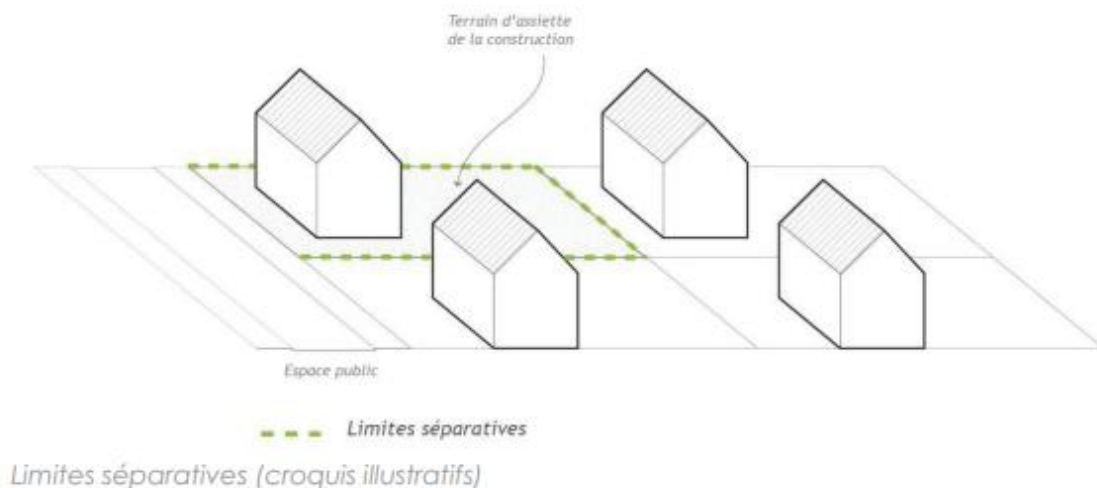 Terrain d'assiette
de la construction
Espace public
Limites séparatives
Limites séparatives (croquis illustratifs)